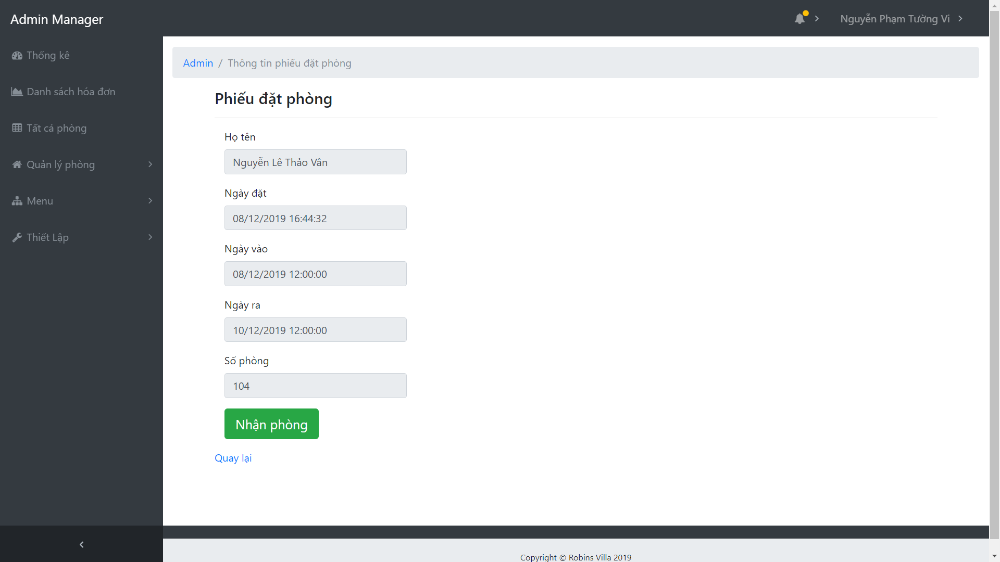 Admin Manager
Nguyễn Phạm Tường Vi
Thống kê
Danh sách hóa đơn
Tất cả phòng
Quản lý phòng
Menu
Thiết Lập
Admin / Thông tin phiếu đặt phòng
Phiếu đặt phòng
Họ tên
Nguyễn Lê Thảo Vân
Ngày đặt
08/12/2019 16:44:32
Ngày vào
08/12/2019 12:00:00
Ngày ra
10/12/2019 12:00:00
Số phòng
104
Nhận phòng
Quay lại
Copyright © Robins Villa 2019